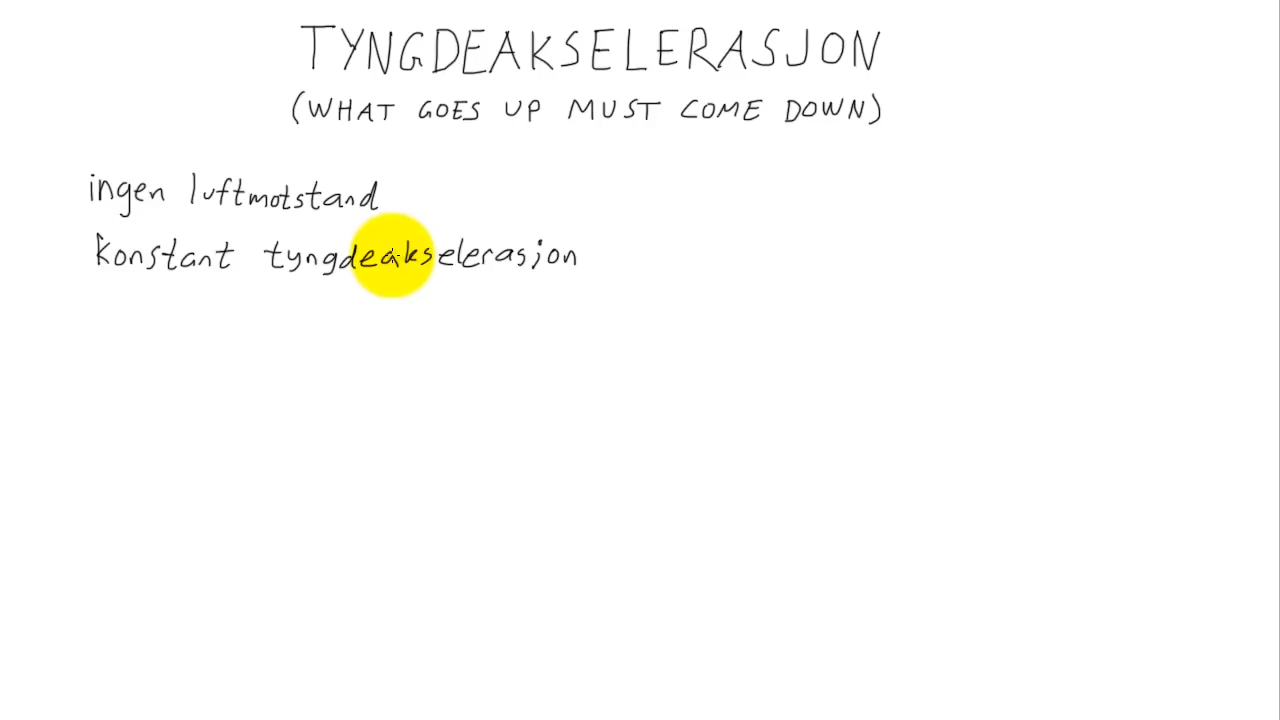 TYNGDEAKSELERASJON
(WHAT GOES UP MUST COME DOWN)
ingen luftmotstand
konstant tyngdeakselerasjon